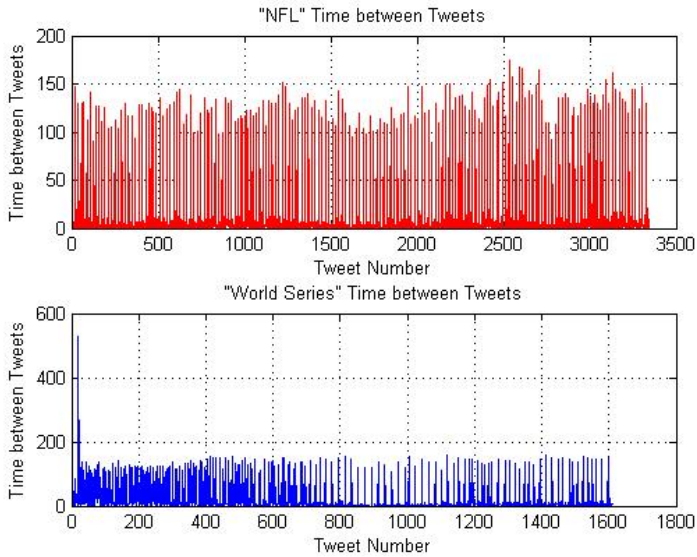 "NFL" Time between Tweets
200
150
100
50
0
Time between Tweets
0 500 1000 1500 2000 2500 3000 3500
Tweet Number
"World Series" Time between Tweets
600
400
200
0
Time between Tweets
0 200 400 600 800 1000 1200 1400 1600 1800
Tweet Number